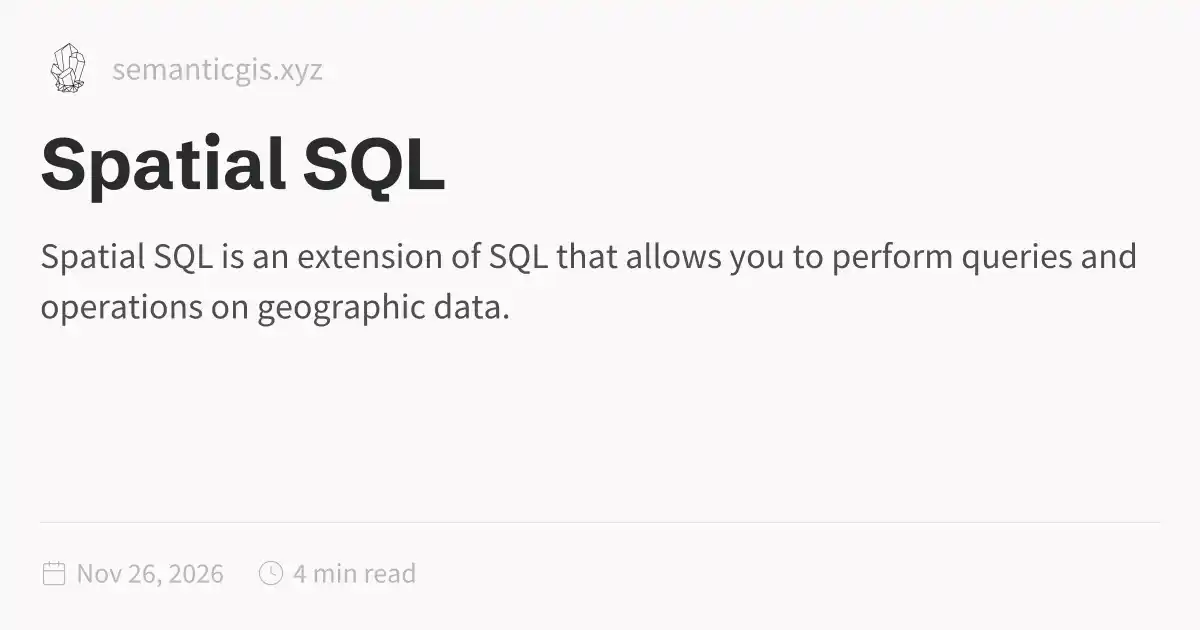 semanticgis.xyz
Spatial SQL
Spatial SQL is an extension of SQL that allows you to perform queries and
operations on geographic data.
Nov 26, 2026 4 min read